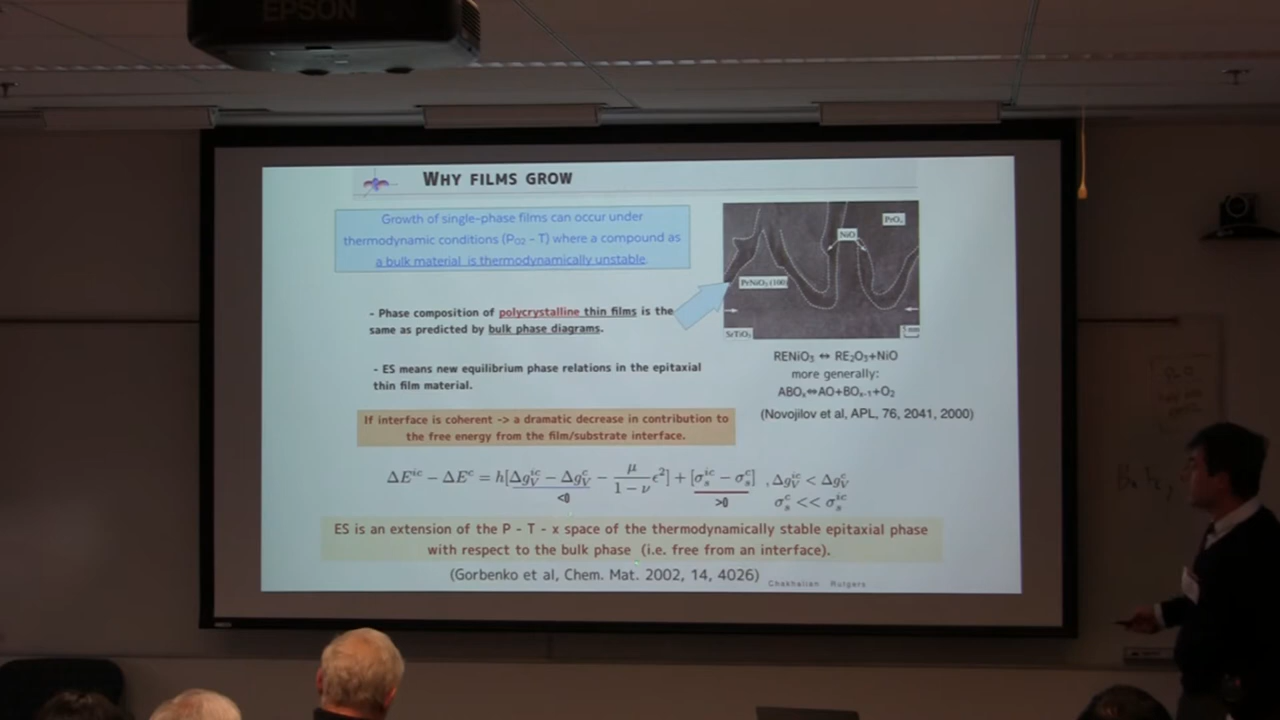 EPSON
WHY FILMS GROW
Growth of single-phase films can occur under
thermodynamic conditions (P_O2 - T) where a compound as
a bulk material is thermodynamically unstable.
- Phase composition of polycrystalline thin films is the
same as predicted by bulk phase diagrams.
- ES means new equilibrium phase relations in the epitaxial
thin film material.
If interface is coherent -> a dramatic decrease in contribution to
the free energy from the film/substrate interface.
PrOₓ
NiO
PrNiO₃ (100)
SrTiO₃
5 nm
RENiO₃ ⇔ RE₂O₃+NiO
more generally:
ABOₓ⇔AO+BOₓ₋₁+O₂
(Novojilov et al, APL, 76, 2041, 2000)
ΔE^ic − ΔE^c = h[Δg_V^ic − Δg_V^c − μ/(1 − ν) ϵ²] + [σ_s^ic − σ_s^c] , Δg_V^ic < Δg_V^c
<0 >0 σ_s^c << σ_s^ic
ES is an extension of the P - T - x space of the thermodynamically stable epitaxial phase
with respect to the bulk phase (i.e. free from an interface).
(Gorbenko et al, Chem. Mat. 2002, 14, 4026)
Chakhalian Rutgers